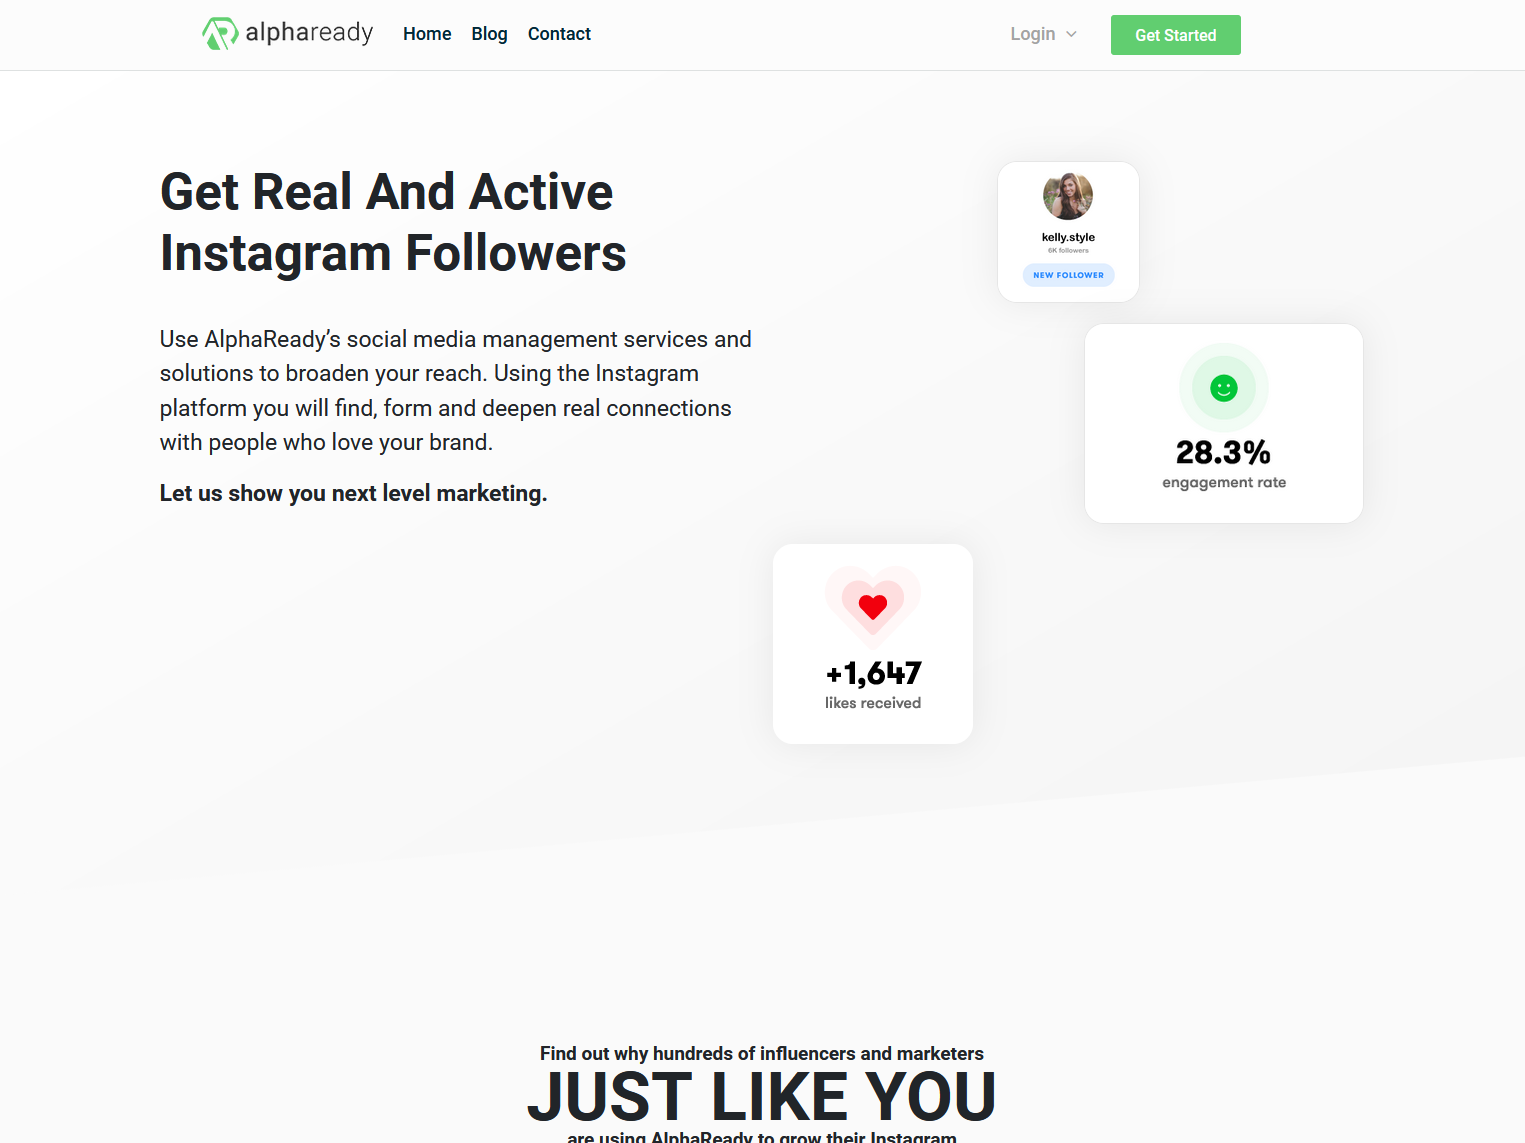 alphaready
Home Blog Contact
Login
Get Started
Get Real And Active
Instagram Followers
Use AlphaReady’s social media management services and
solutions to broaden your reach. Using the Instagram
platform you will find, form and deepen real connections
with people who love your brand.
Let us show you next level marketing.
kelly.style
6K followers
NEW FOLLOWER
28.3%
engagement rate
+1,647
likes received
Find out why hundreds of influencers and marketers
JUST LIKE YOU
are using AlphaReady to grow their Instagram